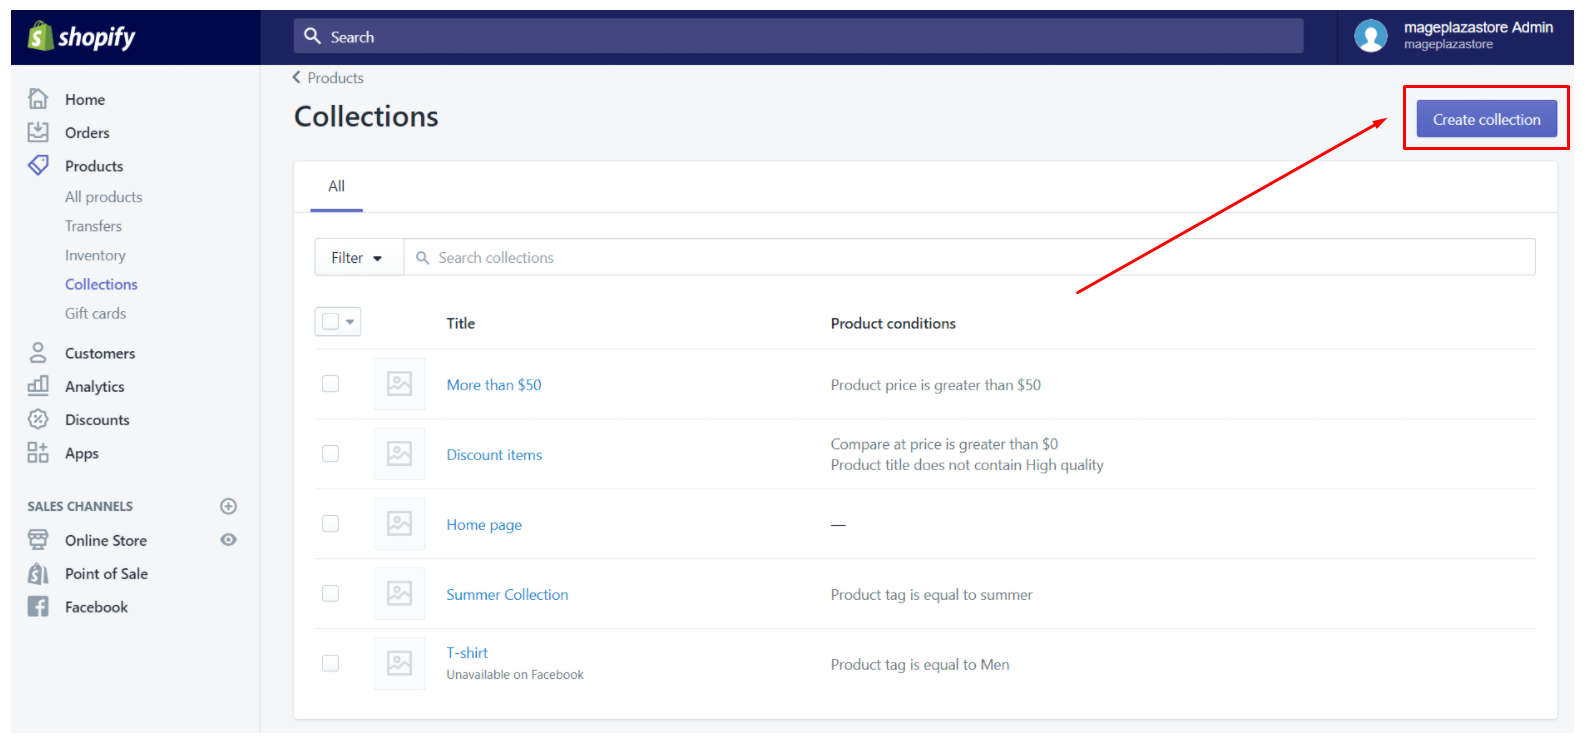 shopify
Search
mageplazastore Admin
mageplazastore
Home
Orders
Products
All products
Transfers
Inventory
Collections
Gift cards
Customers
Analytics
Discounts
Apps
SALES CHANNELS
Online Store
Point of Sale
Facebook
Products
Collections
Create collection
All
Filter
Search collections
Title
Product conditions
More than $50
Product price is greater than $50
Discount items
Compare at price is greater than $0
Product title does not contain High quality
Home page
—
Summer Collection
Product tag is equal to summer
T-shirt
Unavailable on Facebook
Product tag is equal to Men